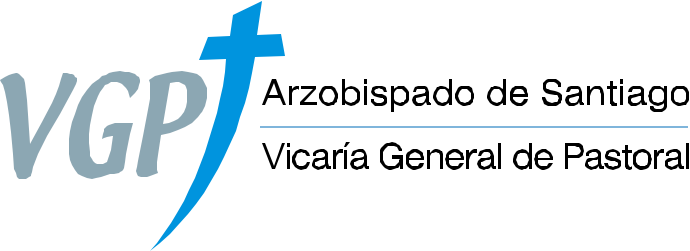 VGP
Arzobispado de Santiago
Vicaría General de Pastoral